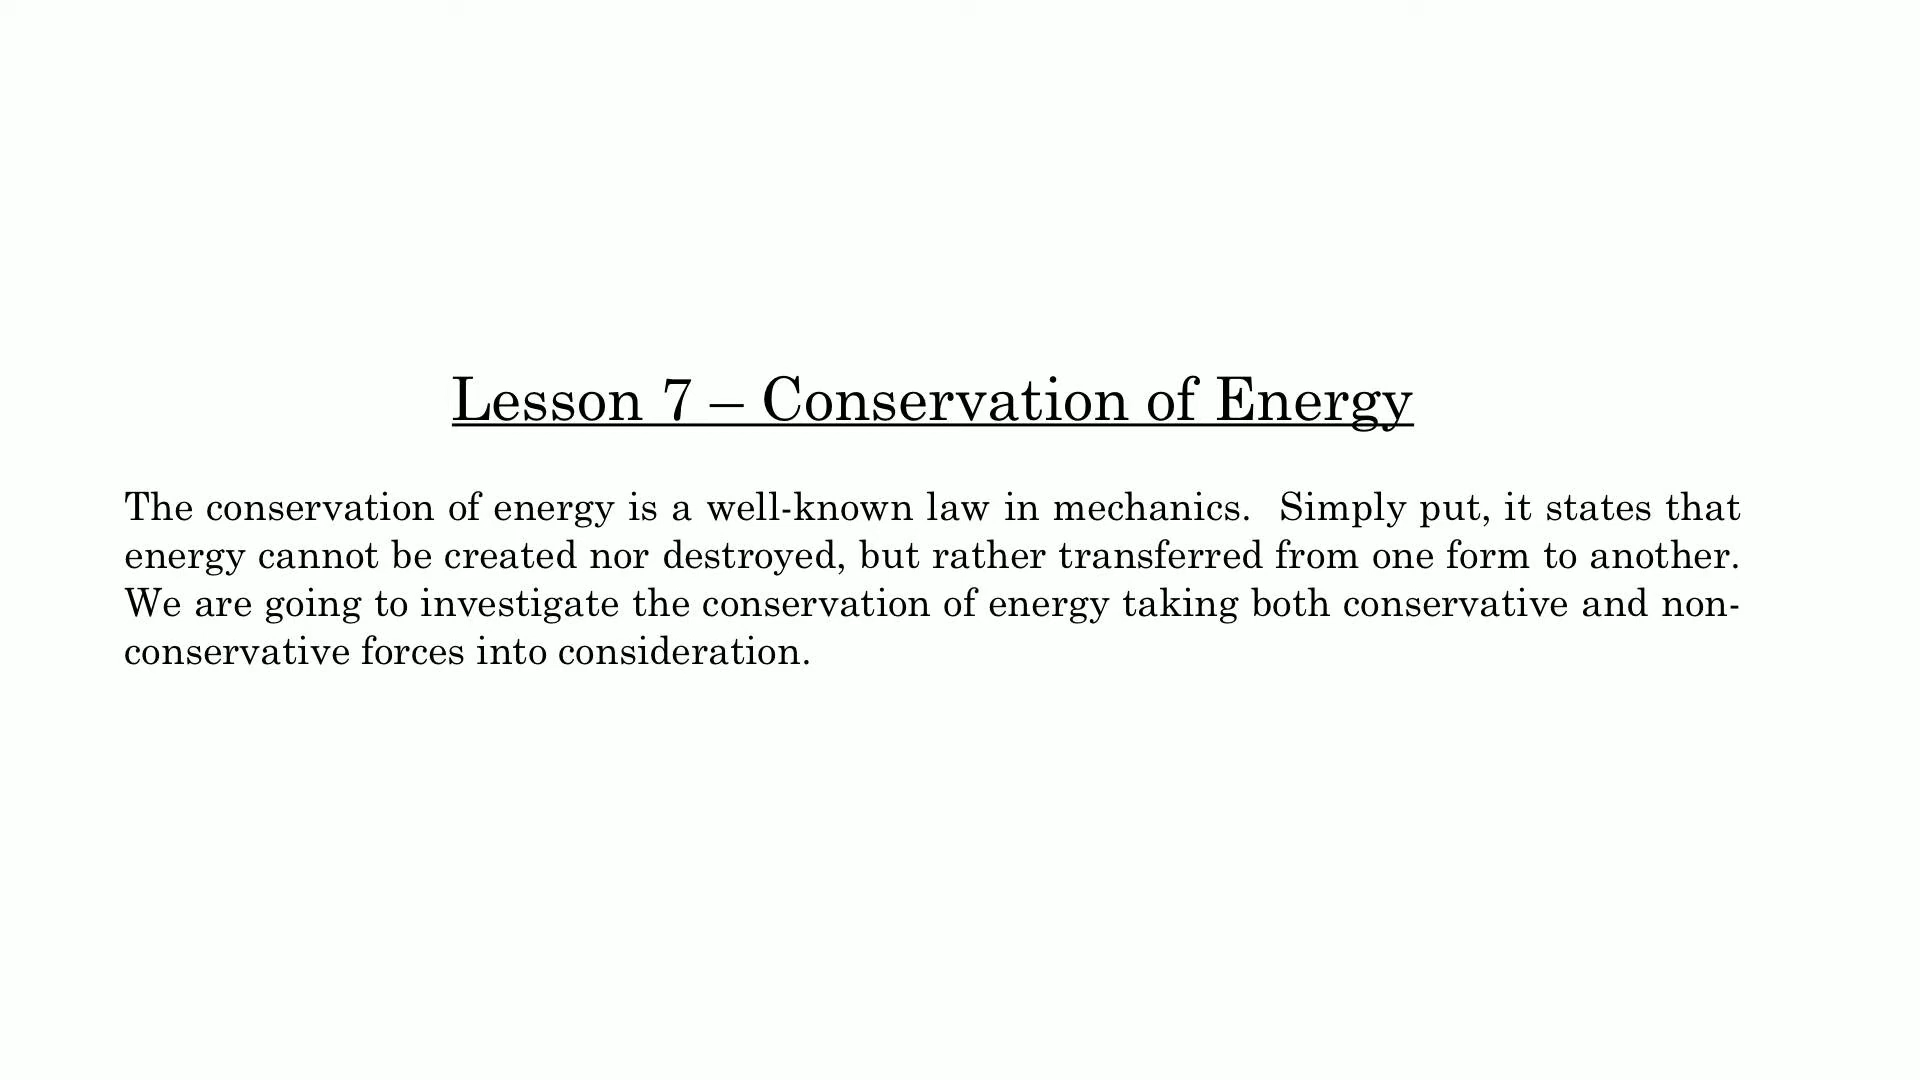 Lesson 7 – Conservation of Energy
The conservation of energy is a well-known law in mechanics.  Simply put, it states that
energy cannot be created nor destroyed, but rather transferred from one form to another.
We are going to investigate the conservation of energy taking both conservative and non-
conservative forces into consideration.